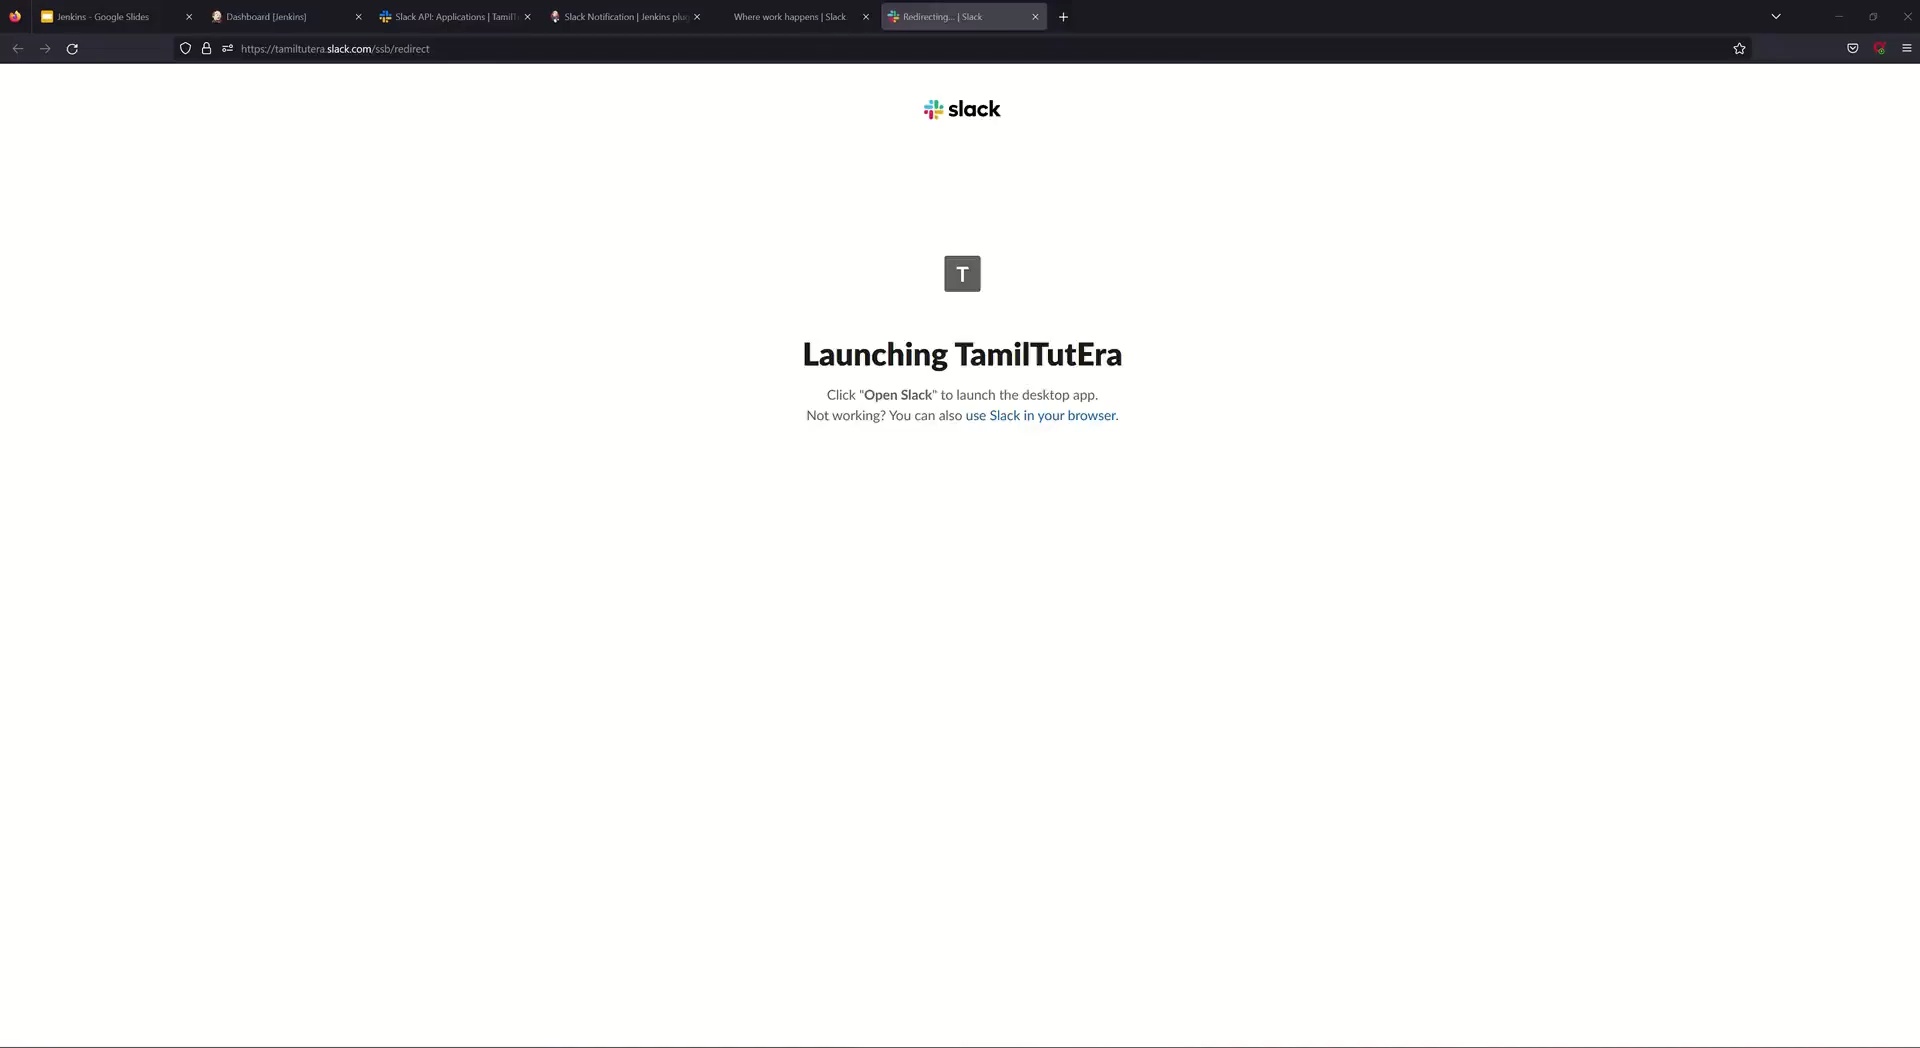 Jenkins - Google Slides
Dashboard [Jenkins]
Slack API: Applications | Tamil
Slack Notification | Jenkins plug
Where work happens | Slack
Redirecting... | Slack
https://tamiltutera.slack.com/ssb/redirect
slack
T
Launching TamilTutEra
Click "Open Slack" to launch the desktop app.
Not working? You can also use Slack in your browser.